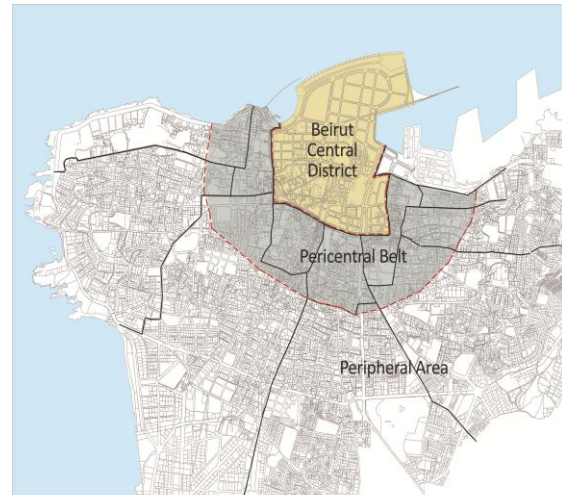 Beirut
Central
District
Pericentral Belt
Peripheral Area